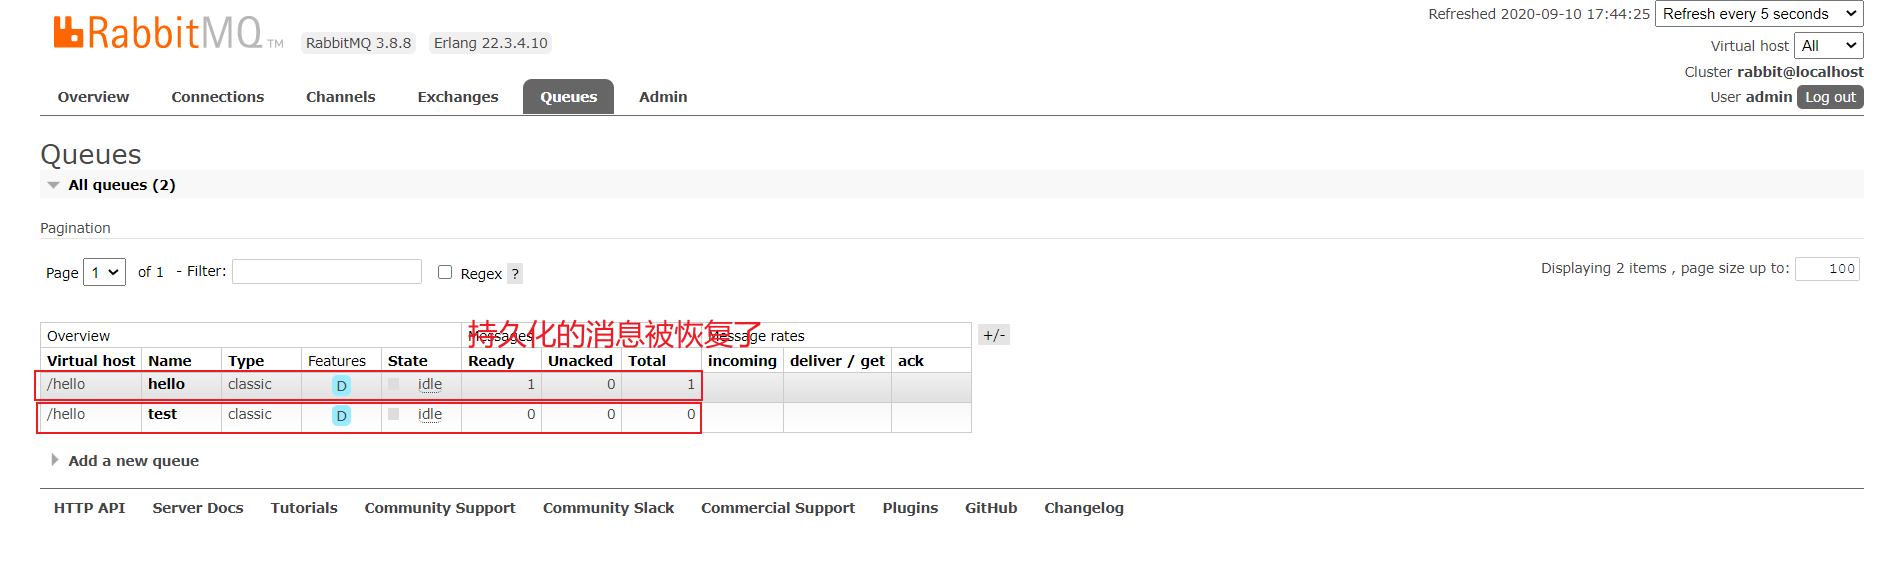 RabbitMQ TM RabbitMQ 3.8.8 Erlang 22.3.4.10
Refreshed 2020-09-10 17:44:25 Refresh every 5 seconds
Virtual host All
Cluster rabbit@localhost
User admin Log out
Overview Connections Channels Exchanges Queues Admin
Queues
All queues (2)
Pagination
Page 1 of 1 - Filter: Regex ? Displaying 2 items , page size up to: 100
持久化的消息被恢复了
Overview Messages Message rates +/-
Virtual host Name Type Features State Ready Unacked Total incoming deliver / get ack
/hello hello classic D idle 1 0 1
/hello test classic D idle 0 0 0
Add a new queue
HTTP API Server Docs Tutorials Community Support Community Slack Commercial Support Plugins GitHub Changelog